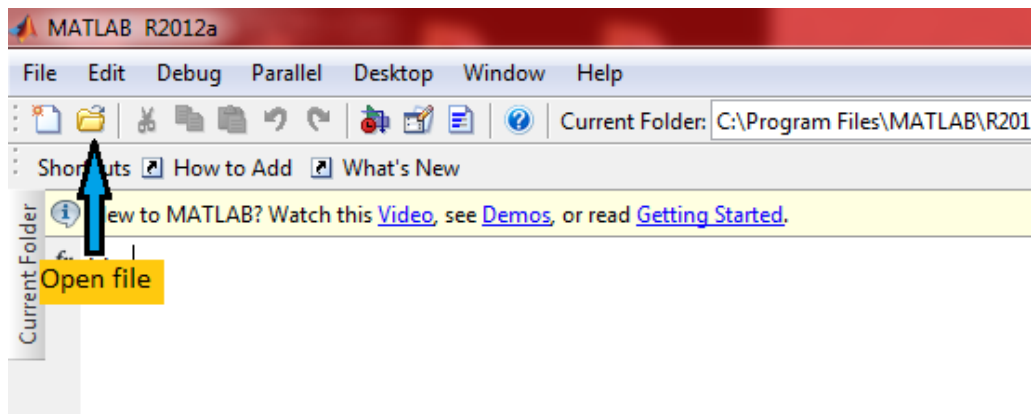 MATLAB R2012a
File Edit Debug Parallel Desktop Window Help
Current Folder: C:\Program Files\MATLAB\R201
How to Add What's New
to MATLAB? Watch this Video, see Demos, or read Getting Started.
Open file
Current Folder